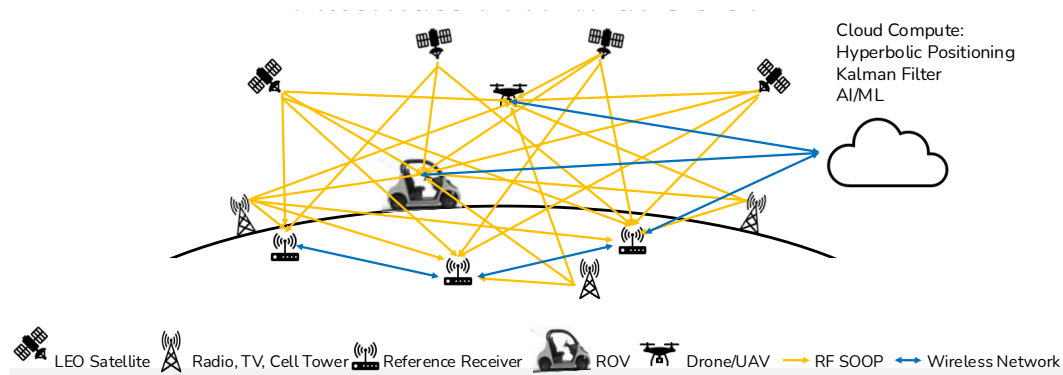 Cloud Compute:
Hyperbolic Positioning
Kalman Filter
AI/ML
LEO Satellite Radio, TV, Cell Tower Reference Receiver ROV Drone/UAV RF SOOP Wireless Network